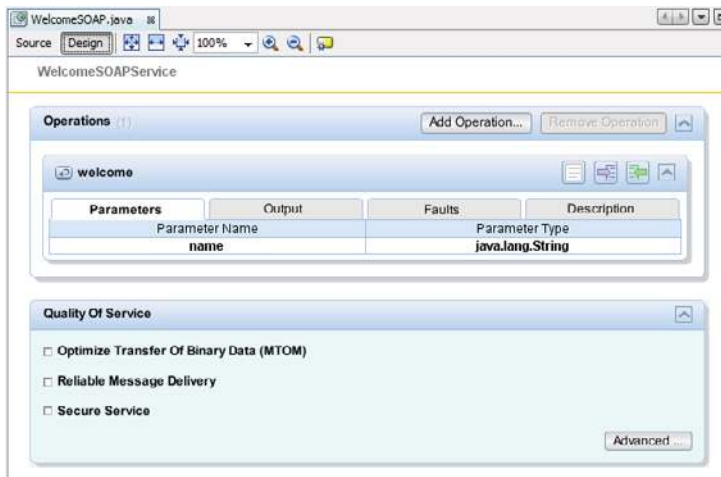 WelcomeSOAP.java
Source Design 100%
WelcomeSOAPService
Operations (1) Add Operation... Remove Operation
welcome
Parameters Output Faults Description
Parameter Name Parameter Type
name java.lang.String
Quality Of Service
Optimize Transfer Of Binary Data (MTOM)
Reliable Message Delivery
Secure Service
Advanced ...